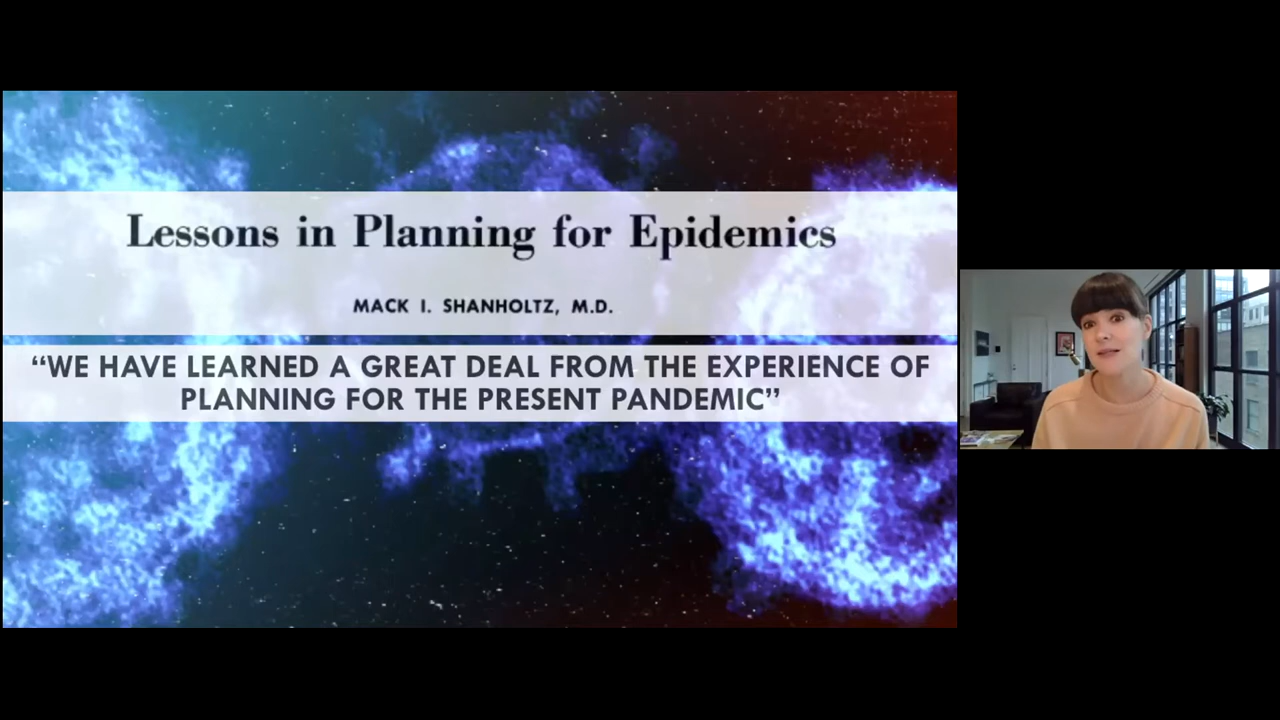 Lessons in Planning for Epidemics
MACK I. SHANHOLTZ, M.D.
“WE HAVE LEARNED A GREAT DEAL FROM THE EXPERIENCE OF
PLANNING FOR THE PRESENT PANDEMIC”